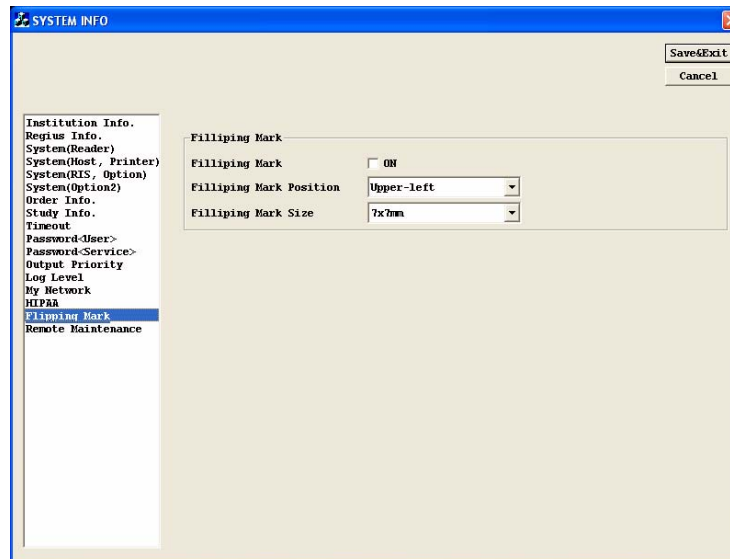 SYSTEM INFO
Save&Exit
Cancel
Institution Info.
Regius Info.
System(Reader)
System(Host, Printer)
System(RIS, Option)
System(Option2)
Order Info.
Study Info.
Timeout
Password<User>
Password<Service>
Output Priority
Log Level
My Network
HIPAA
Flipping Mark
Remote Maintenance
Filliping Mark
Filliping Mark ON
Filliping Mark Position Upper-left
Filliping Mark Size 7x7mm